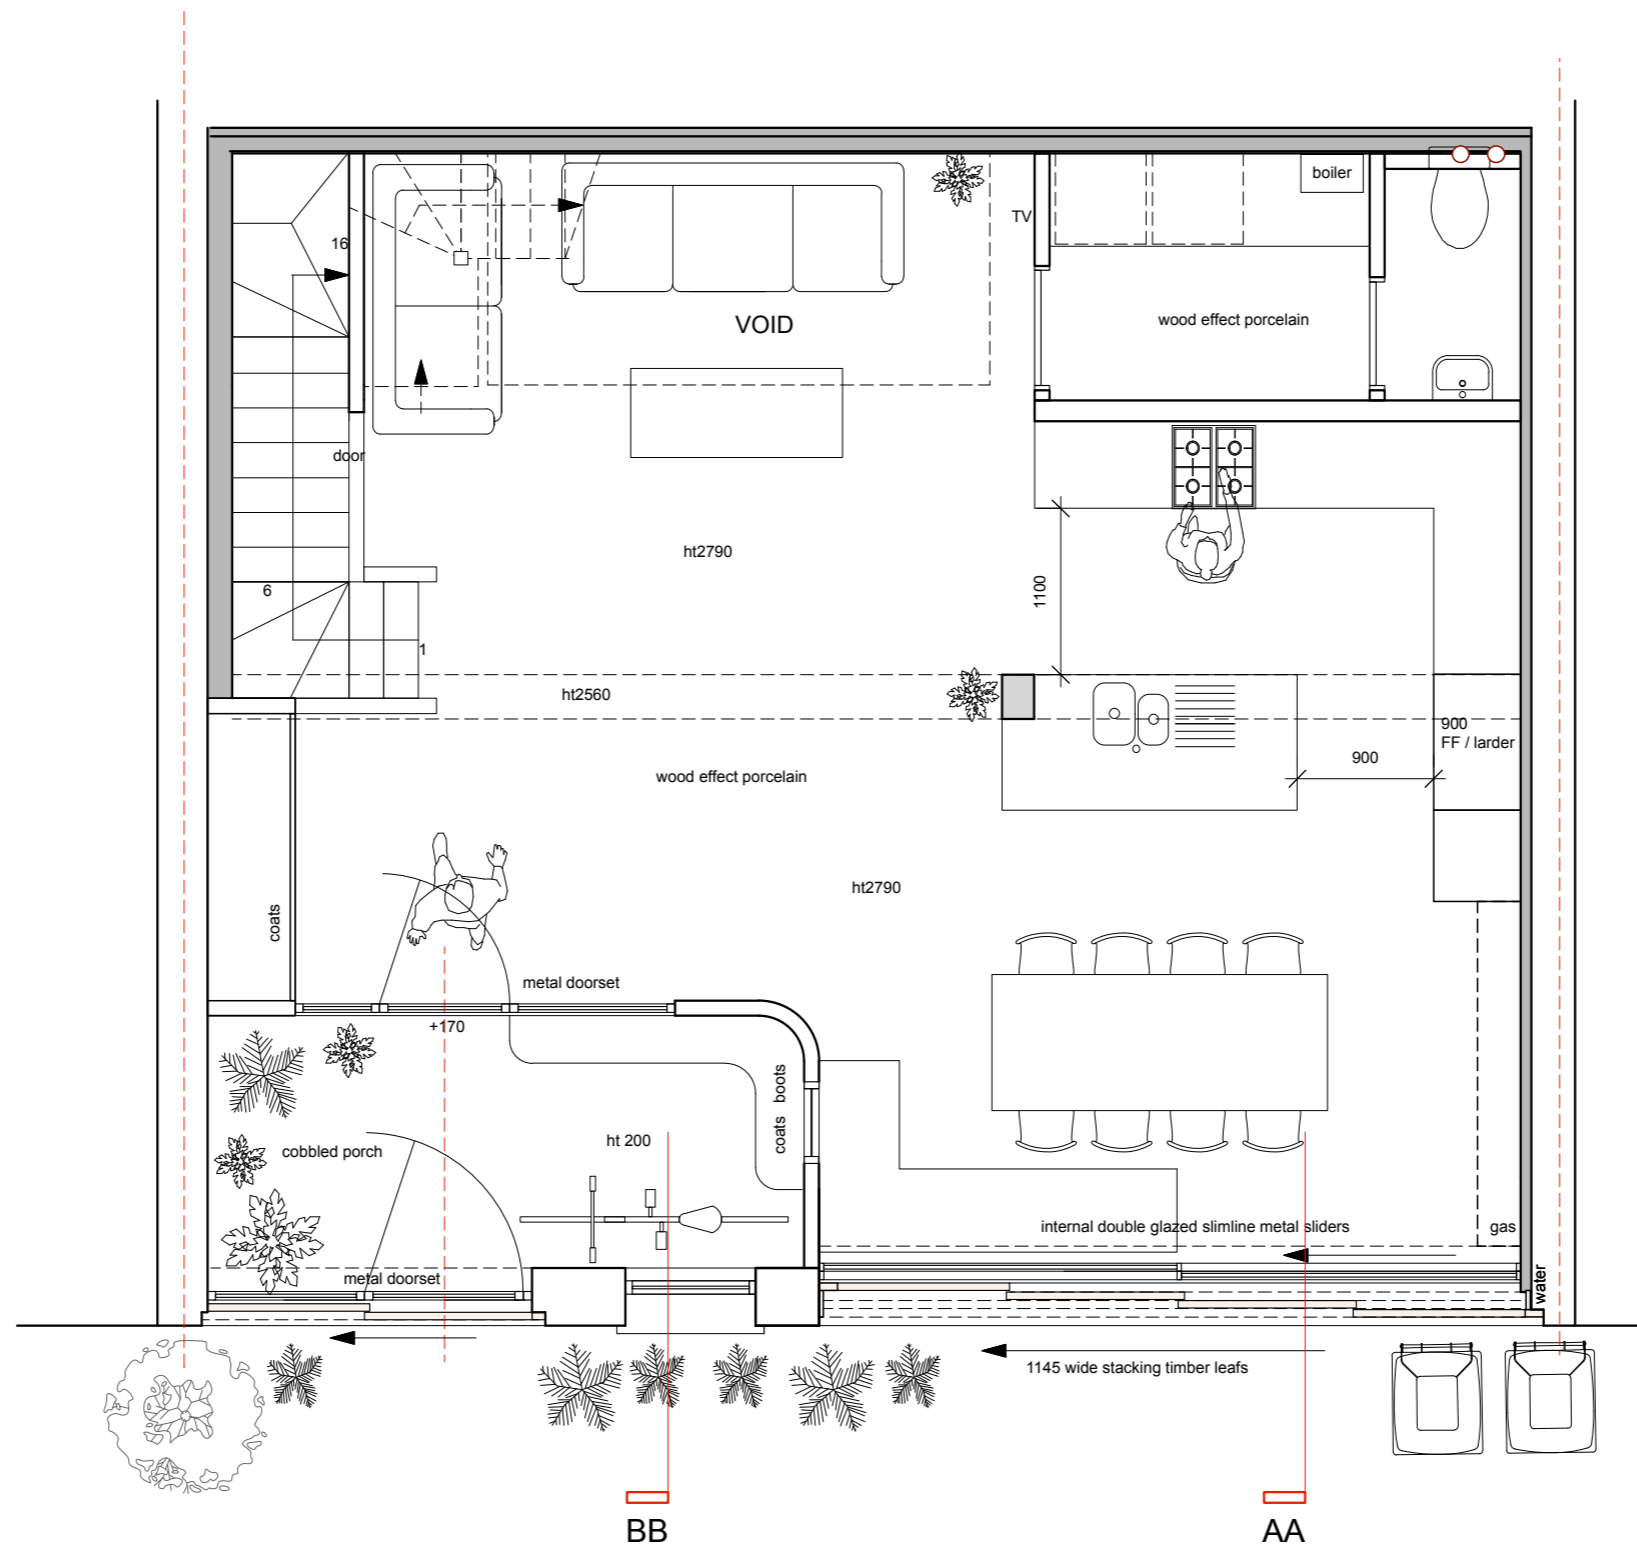 boiler
TV
16
VOID
wood effect porcelain
door
ht2790
1100
6
1
ht2560
900
FF / larder
900
wood effect porcelain
ht2790
coats
metal doorset
+170
coats boots
ht 200
cobbled porch
internal double glazed slimline metal sliders
gas
metal doorset
water
1145 wide stacking timber leafs
BB
AA